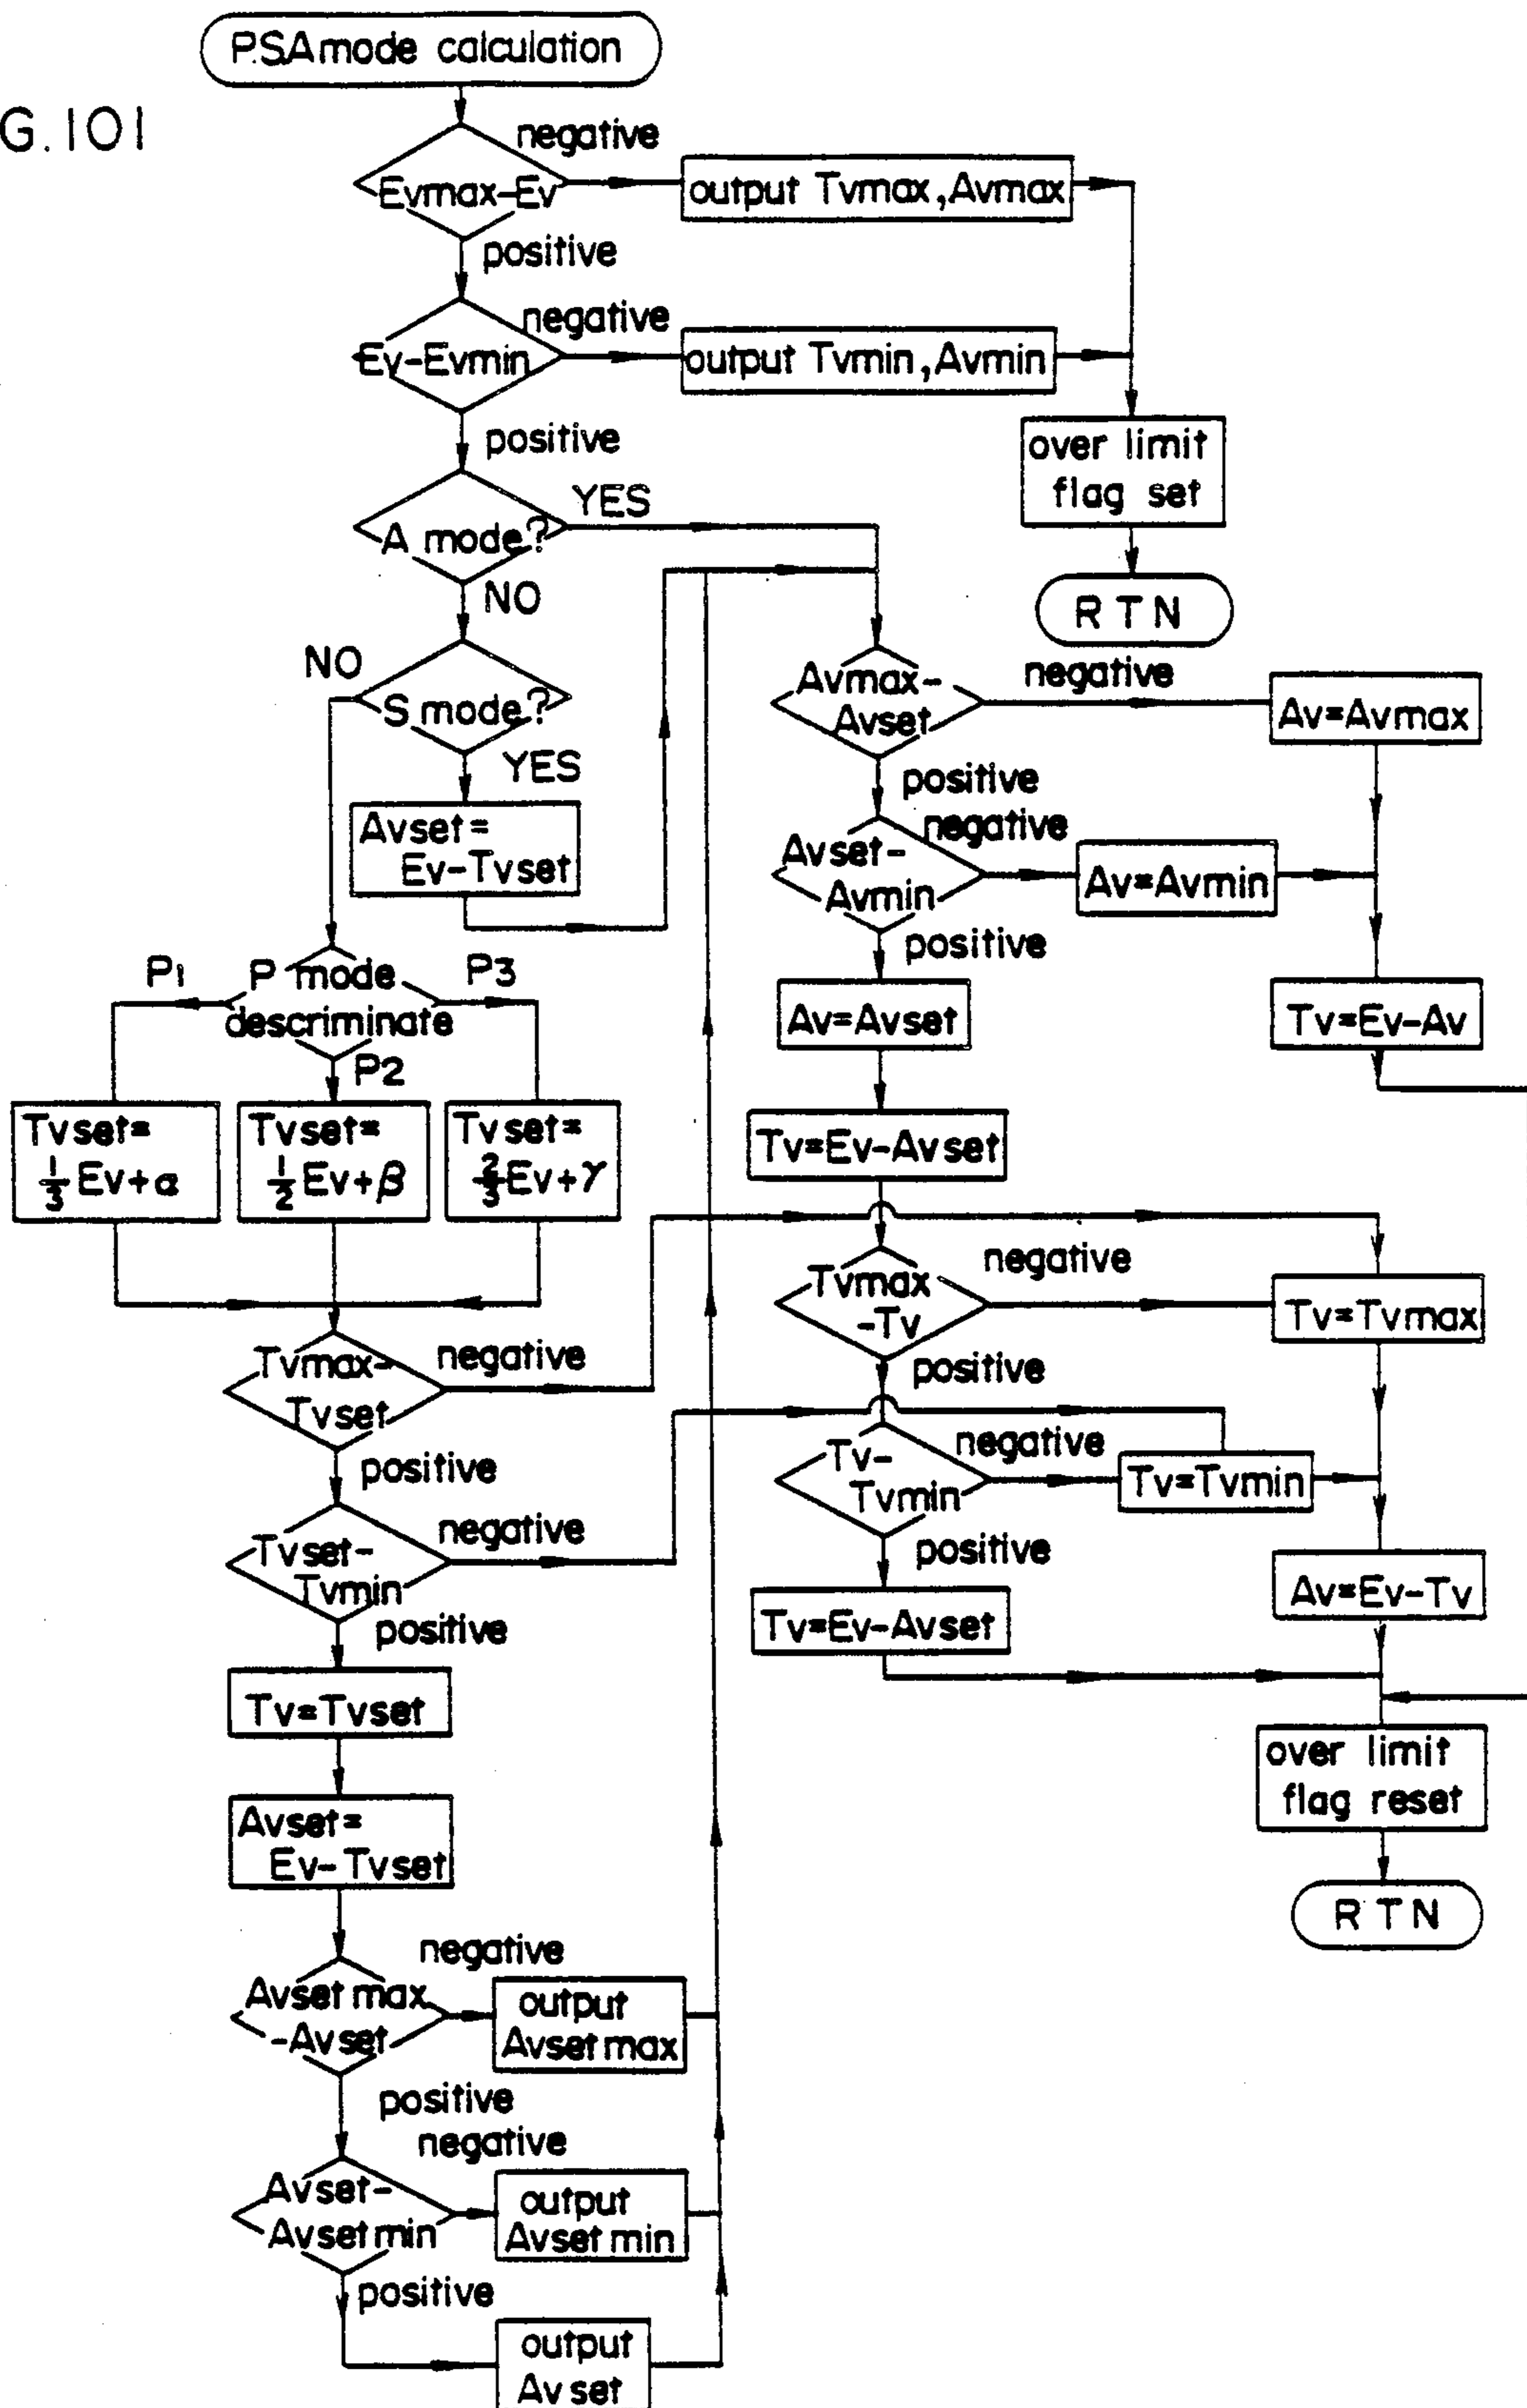 P.S.A mode calculation
G. 101
negative
Evmax-Ev
output Tvmax, Avmax
positive
negative
Ev-Evmin
output Tvmin, Avmin
positive
over limit
flag set
YES
A mode?
NO
RTN
NO
S mode?
YES
Avset=
Ev-Tvset
Avmax-
Avset
negative
Av=Avmax
positive
negative
Avset-
Avmin
Av=Avmin
positive
Av=Avset
Tv=Ev-Av
Tv=Ev-Avset
P1
P mode
descriminate
P3
P2
Tvset=
1/3 Ev+α
Tvset=
1/2 Ev+β
Tvset=
2/3 Ev+γ
Tvmax
-Tv
negative
Tv=Tvmax
positive
Tvmax-
Tvset
negative
positive
Tv-
Tvmin
negative
Tv=Tvmin
positive
Tvset-
Tvmin
negative
positive
Tv=Ev-Avset
Av=Ev-Tv
Tv=Tvset
over limit
flag reset
RTN
Avset=
Ev-Tvset
negative
Avset max
-Avset
output
Avset max
positive
negative
Avset-
Avset min
output
Avset min
positive
output
Avset